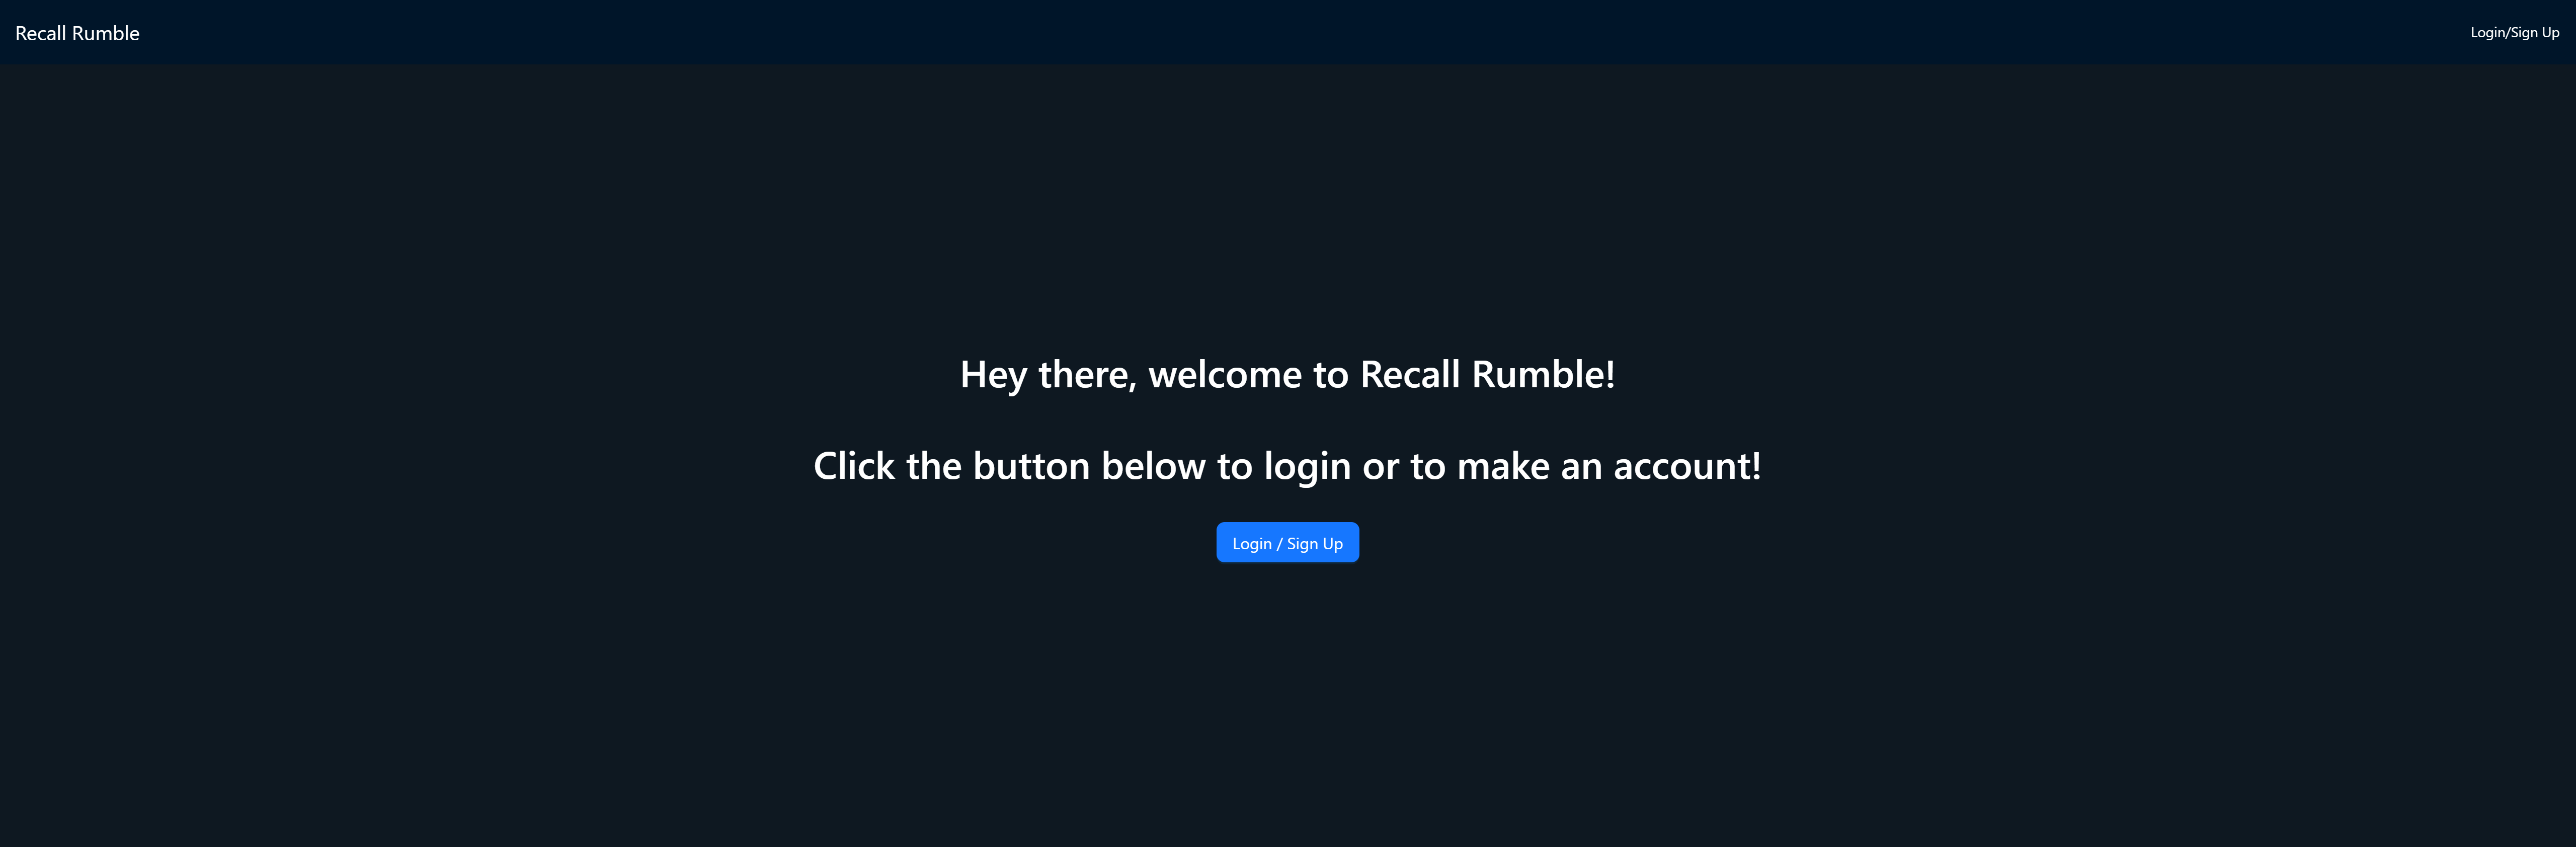 Recall Rumble
Login/Sign Up
Hey there, welcome to Recall Rumble!
Click the button below to login or to make an account!
Login / Sign Up